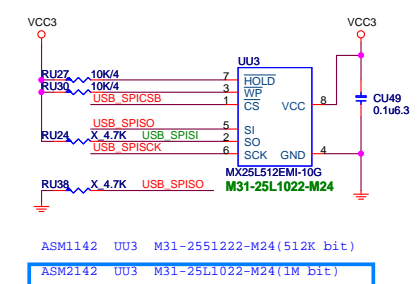 VCC3
VCC3
UU3
RU27 10K/4
7 HOLD
RU30 10K/4
3 WP
USB_SPICSB
1 CS VCC 8
CU49
0.1u6.3
USB_SPISO
5 SI
RU24 X_4.7K USB_SPISI
2 SO
USB_SPISCK
6 SCK GND 4
MX25L512EMI-10G
RU38 X_4.7K USB_SPISO
M31-25L1022-M24
ASM1142 UU3 M31-2551222-M24(512K bit)
ASM2142 UU3 M31-25L1022-M24(1M bit)